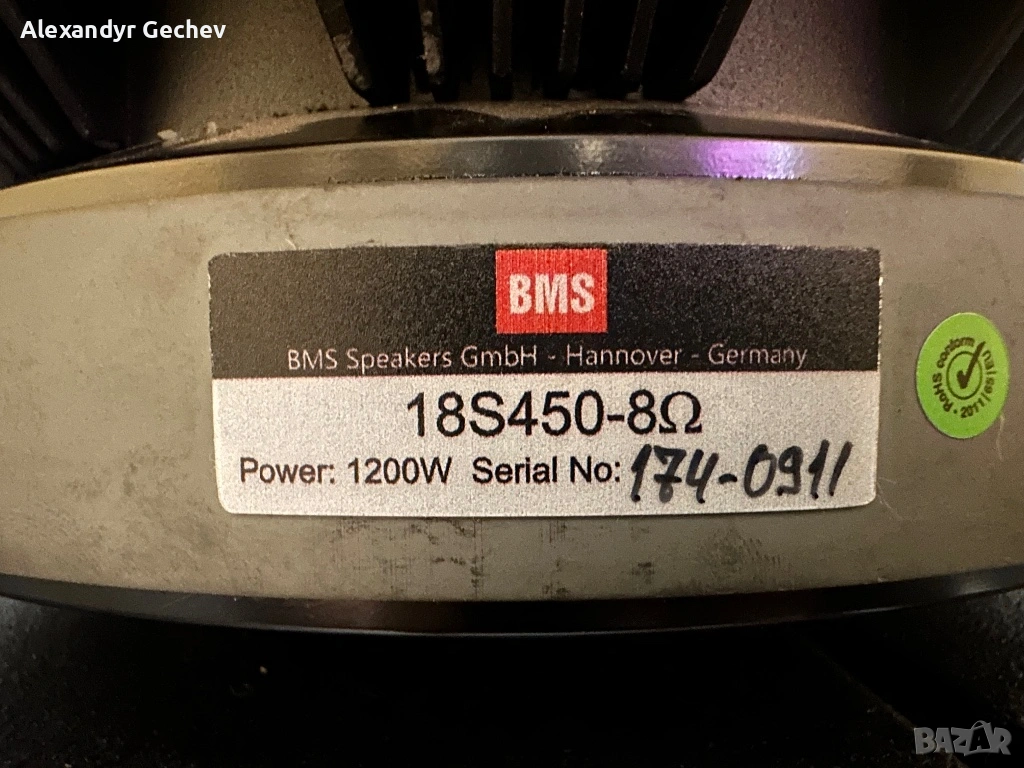 Alexandyr Gechev
BMS
BMS Speakers GmbH - Hannover - Germany
18S450-8Ω
Power: 1200W Serial No: 174-0911
RoHS conform
2011/65/EU
BAZAR